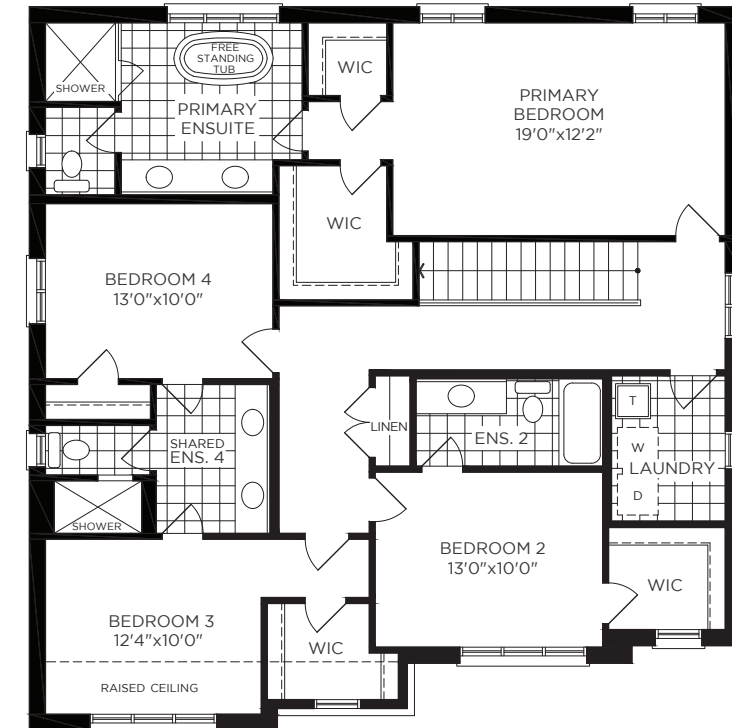 FREE
STANDING
TUB
SHOWER
PRIMARY
ENSUITE
WIC
PRIMARY
BEDROOM
19'0"x12'2"
WIC
BEDROOM 4
13'0"x10'0"
SHARED
ENS. 4
SHOWER
LINEN
ENS. 2
T
W
LAUNDRY
D
BEDROOM 2
13'0"x10'0"
WIC
BEDROOM 3
12'4"x10'0"
WIC
RAISED CEILING